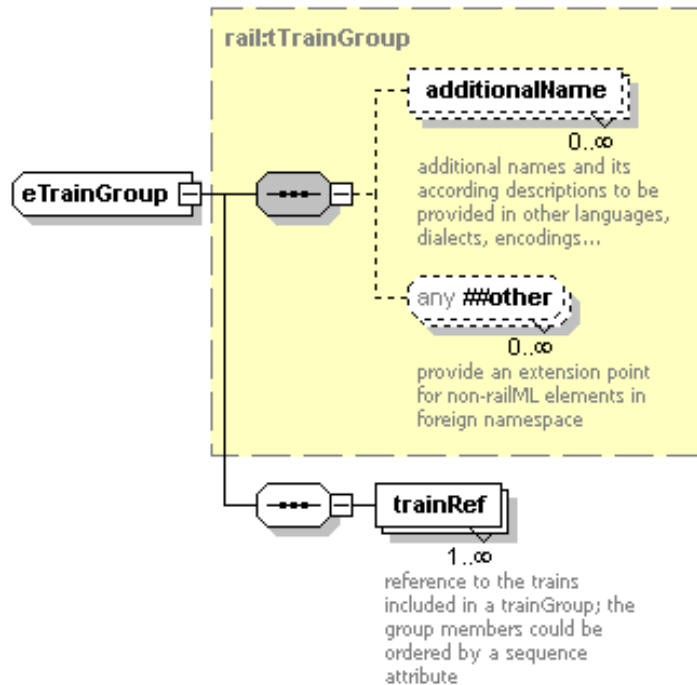 rail:tTrainGroup
additionalName
0..∞
additional names and its
according descriptions to be
provided in other languages,
dialects, encodings...
eTrainGroup
any ##other
0..∞
provide an extension point
for non-railML elements in
foreign namespace
trainRef
1..∞
reference to the trains
included in a trainGroup; the
group members could be
ordered by a sequence
attribute